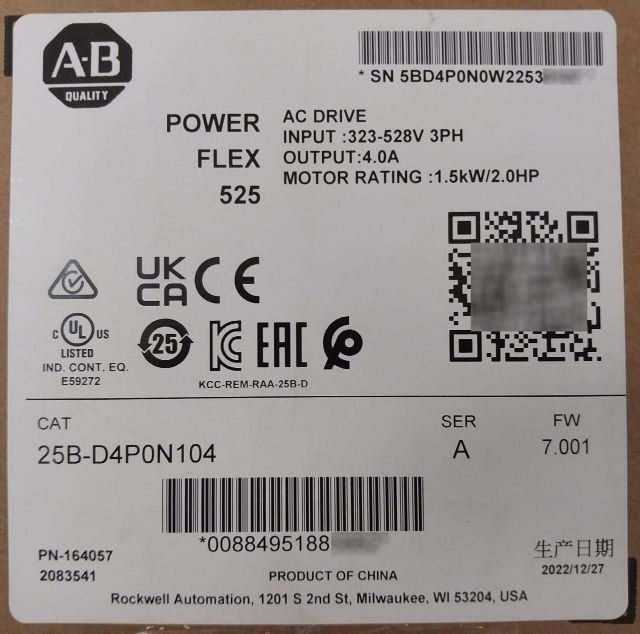 A-B
QUALITY
* SN 5BD4P0N0W2253
POWER
FLEX
525
AC DRIVE
INPUT :323-528V 3PH
OUTPUT:4.0A
MOTOR RATING :1.5kW/2.0HP
UK
CA
CE
C UL US
LISTED
IND. CONT. EQ.
E59272
25
KC
EAC
KCC-REM-RAA-25B-D
CAT
25B-D4P0N104
SER
A
FW
7.001
*0088495188
PN-164057
2083541
PRODUCT OF CHINA
生产日期
2022/12/27
Rockwell Automation, 1201 S 2nd St, Milwaukee, WI 53204, USA